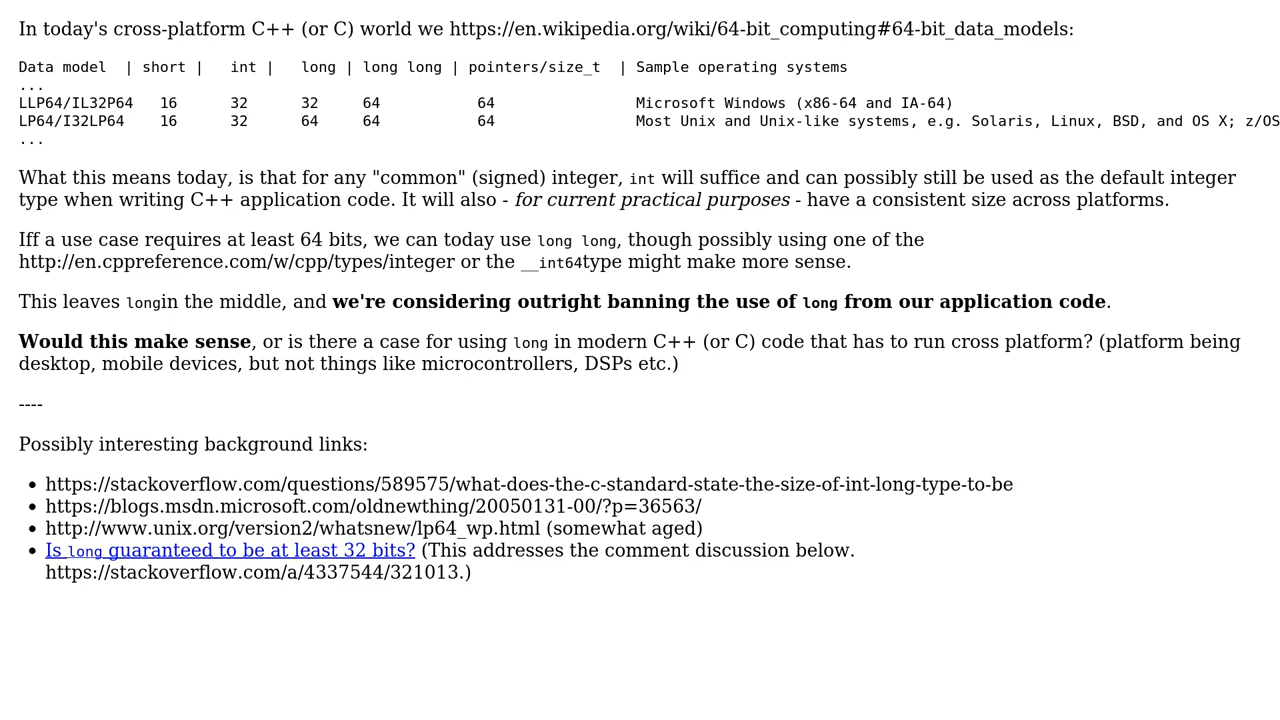 In today's cross-platform C++ (or C) world we https://en.wikipedia.org/wiki/64-bit_computing#64-bit_data_models:
Data model  | short |   int |   long | long long | pointers/size_t  | Sample operating systems
...
LLP64/IL32P64   16      32      32     64             64                Microsoft Windows (x86-64 and IA-64)
LP64/I32LP64    16      32      64     64             64                Most Unix and Unix-like systems, e.g. Solaris, Linux, BSD, and OS X; z/OS
...
What this means today, is that for any "common" (signed) integer, int will suffice and can possibly still be used as the default integer
type when writing C++ application code. It will also - for current practical purposes - have a consistent size across platforms.
Iff a use case requires at least 64 bits, we can today use long long, though possibly using one of the
http://en.cppreference.com/w/cpp/types/integer or the __int64type might make more sense.
This leaves longin the middle, and we're considering outright banning the use of long from our application code.
Would this make sense, or is there a case for using long in modern C++ (or C) code that has to run cross platform? (platform being
desktop, mobile devices, but not things like microcontrollers, DSPs etc.)
----
Possibly interesting background links:
• https://stackoverflow.com/questions/589575/what-does-the-c-standard-state-the-size-of-int-long-type-to-be
• https://blogs.msdn.microsoft.com/oldnewthing/20050131-00/?p=36563/
• http://www.unix.org/version2/whatsnew/lp64_wp.html (somewhat aged)
• Is long guaranteed to be at least 32 bits? (This addresses the comment discussion below.
https://stackoverflow.com/a/4337544/321013.)